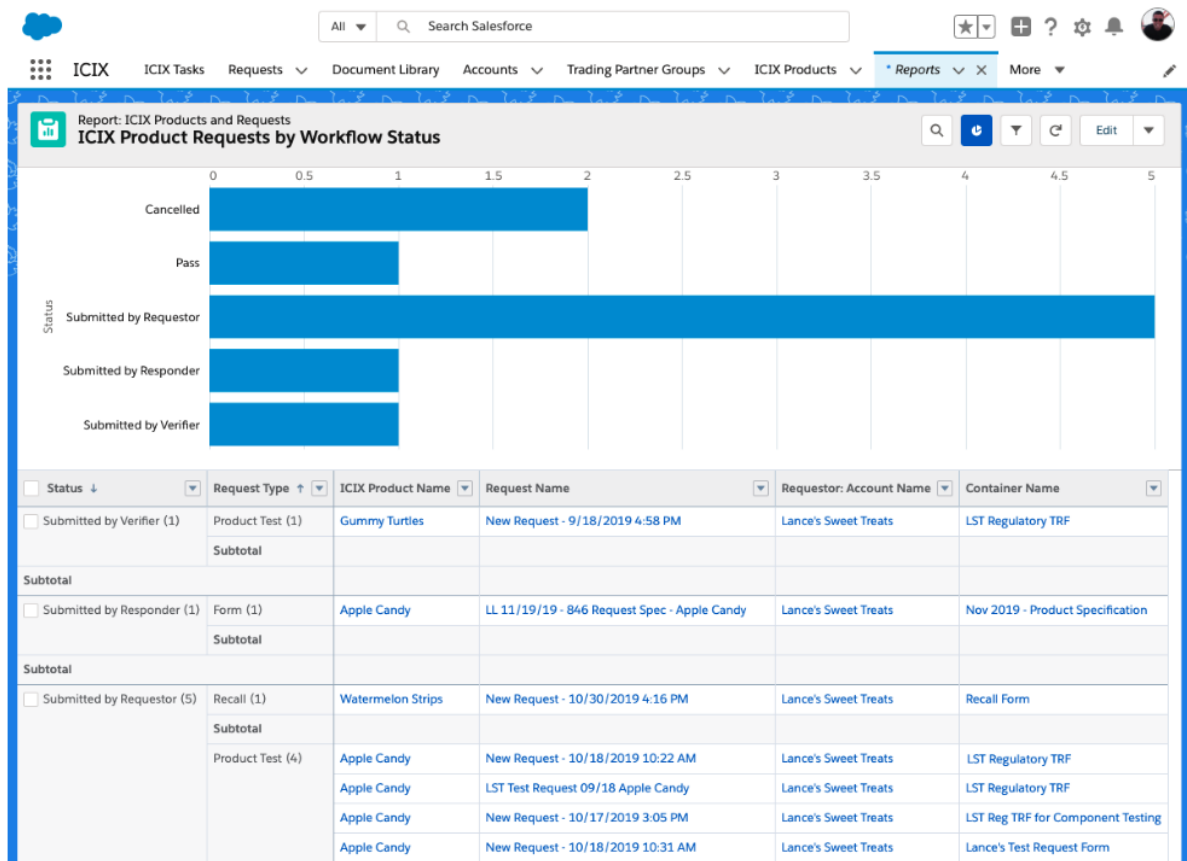 All Search Salesforce
ICIX ICIX Tasks Requests Document Library Accounts Trading Partner Groups ICIX Products * Reports More
Report: ICIX Products and Requests
ICIX Product Requests by Workflow Status
Edit
0 0.5 1 1.5 2 2.5 3 3.5 4 4.5 5
Status
Cancelled
Pass
Submitted by Requestor
Submitted by Responder
Submitted by Verifier
Status Request Type ICIX Product Name Request Name Requestor: Account Name Container Name
Submitted by Verifier (1) Product Test (1) Gummy Turtles New Request - 9/18/2019 4:58 PM Lance's Sweet Treats LST Regulatory TRF
Subtotal
Subtotal
Submitted by Responder (1) Form (1) Apple Candy LL 11/19/19 - 846 Request Spec - Apple Candy Lance's Sweet Treats Nov 2019 - Product Specification
Subtotal
Subtotal
Submitted by Requestor (5) Recall (1) Watermelon Strips New Request - 10/30/2019 4:16 PM Lance's Sweet Treats Recall Form
Subtotal
Product Test (4) Apple Candy New Request - 10/18/2019 10:22 AM Lance's Sweet Treats LST Regulatory TRF
Apple Candy LST Test Request 09/18 Apple Candy Lance's Sweet Treats LST Regulatory TRF
Apple Candy New Request - 10/17/2019 3:05 PM Lance's Sweet Treats LST Reg TRF for Component Testing
Apple Candy New Request - 10/18/2019 10:31 AM Lance's Sweet Treats Lance's Test Request Form